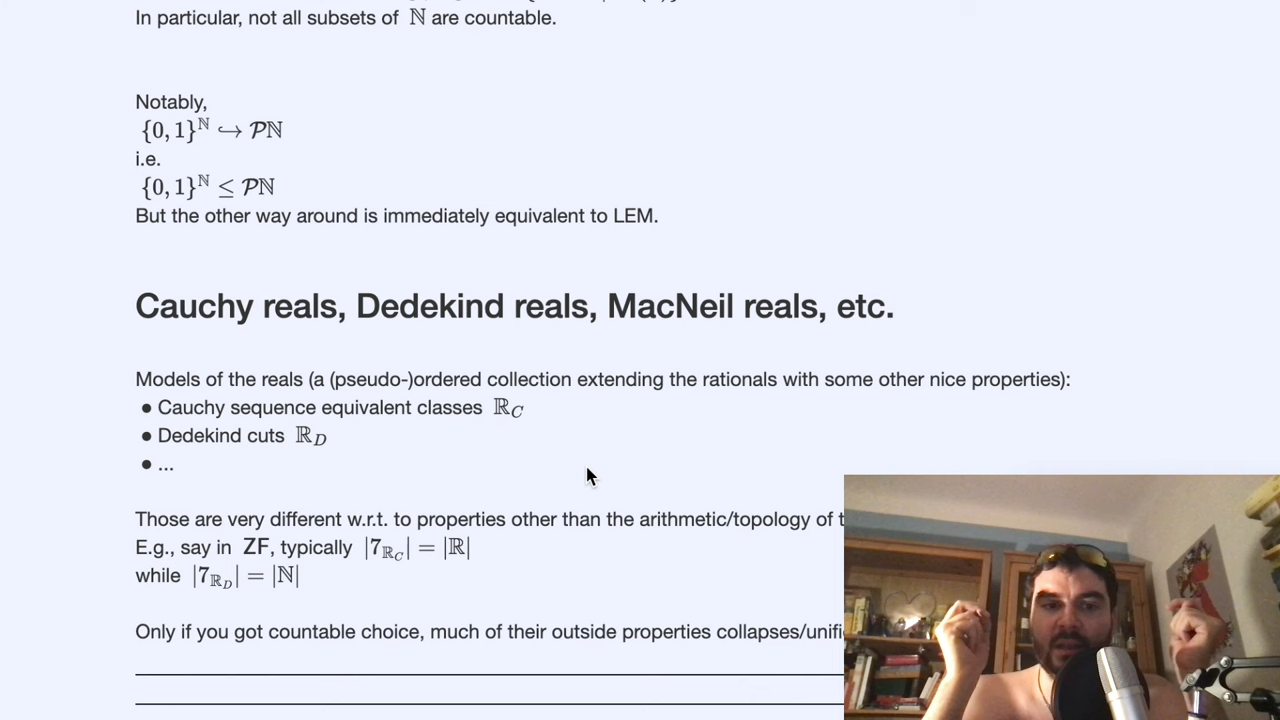 In particular, not all subsets of ℕ are countable.
Notably,
{0, 1}^ℕ ↪ 𝒫ℕ
i.e.
{0, 1}^ℕ ≤ 𝒫ℕ
But the other way around is immediately equivalent to LEM.
Cauchy reals, Dedekind reals, MacNeil reals, etc.
Models of the reals (a (pseudo-)ordered collection extending the rationals with some other nice properties):
● Cauchy sequence equivalent classes ℝ_C
● Dedekind cuts ℝ_D
● ...
Those are very different w.r.t. to properties other than the arithmetic/topology of
E.g., say in ZF, typically |7_{ℝ_C}| = |ℝ|
while |7_{ℝ_D}| = |ℕ|
Only if you got countable choice, much of their outside properties